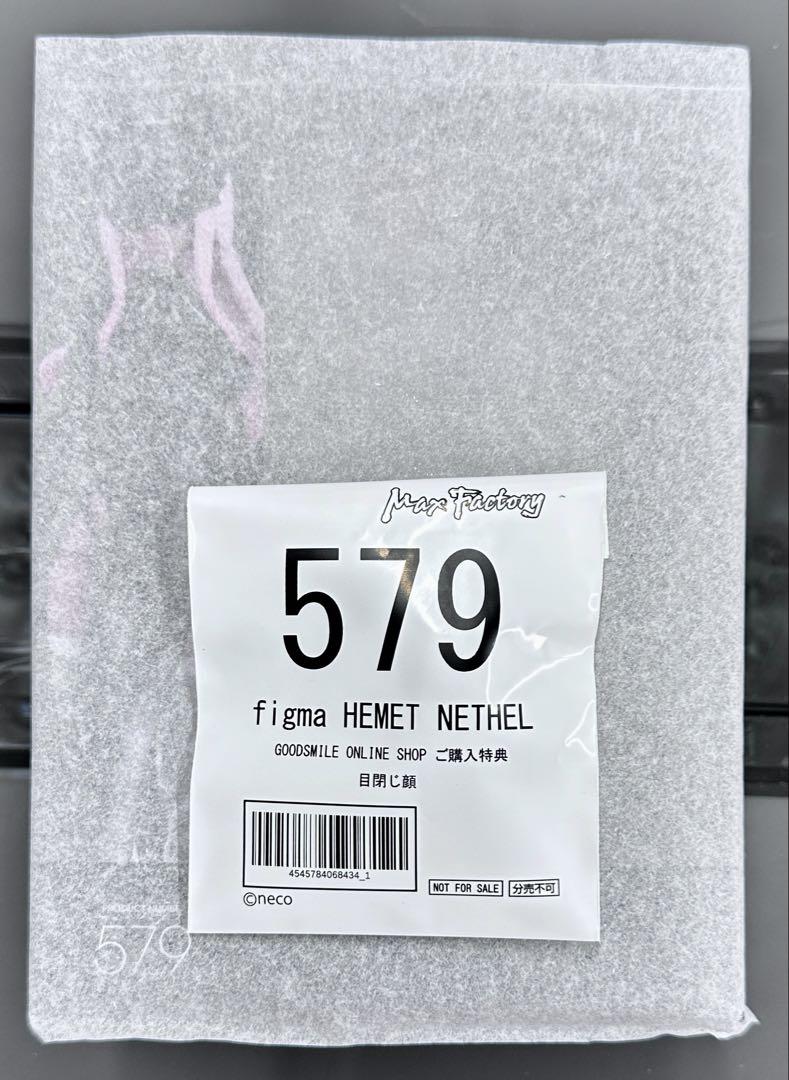 Max Factory
579
figma HEMET NETHEL
GOODSMILE ONLINE SHOP ご購入特典
目閉じ顔
4545784068434_1
NOT FOR SALE 分売不可
©neco
579